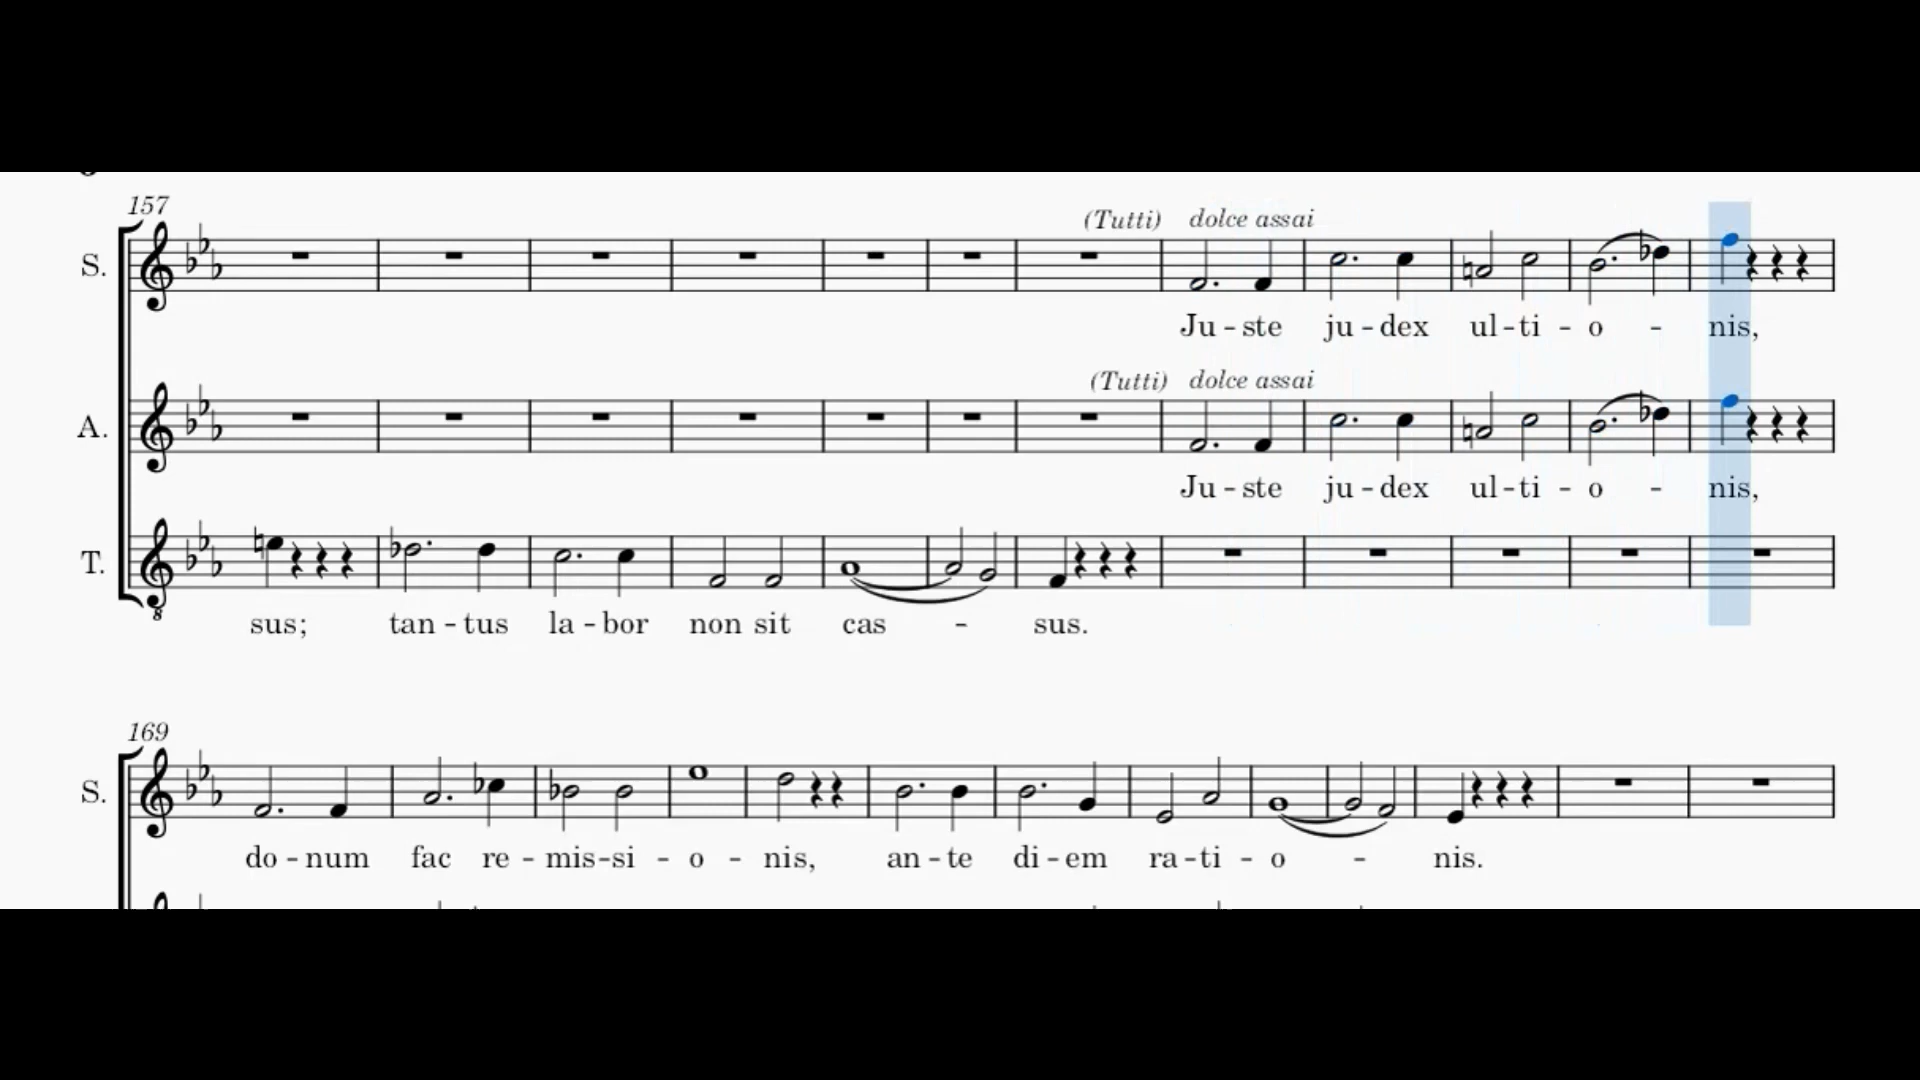 157
(Tutti) dolce assai
S.
Ju - ste ju - dex ul - ti - o - nis,
(Tutti) dolce assai
A.
Ju - ste ju - dex ul - ti - o - nis,
T.
8
sus; tan - tus la - bor non sit cas - sus.
169
S.
do - num fac re - mis - si - o - nis, an - te di - em ra - ti - o - nis.